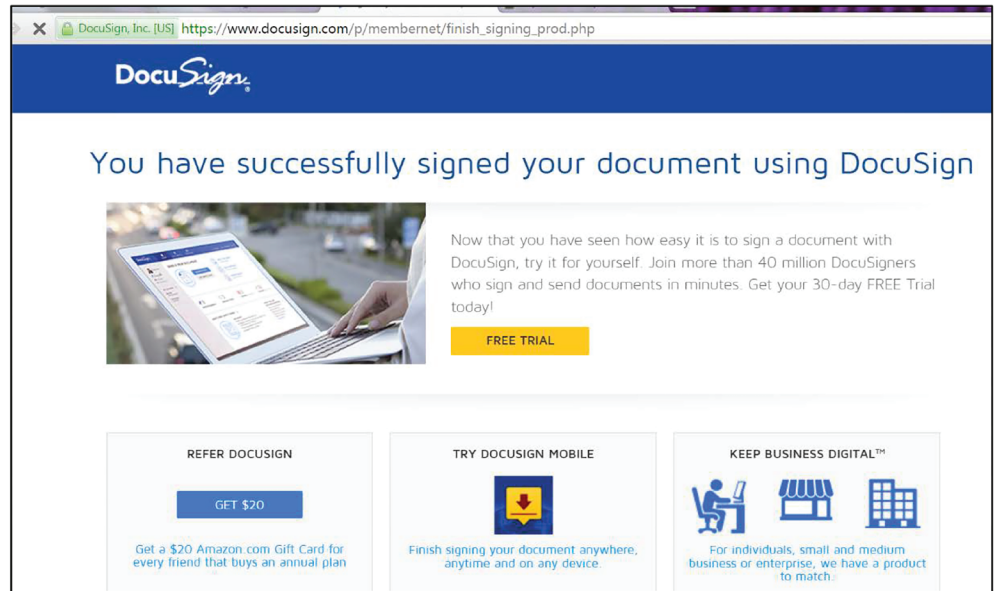 DocuSign, Inc. [US] https://www.docusign.com/p/membernet/finish_signing_prod.php
DocuSign®
You have successfully signed your document using DocuSign
Now that you have seen how easy it is to sign a document with
DocuSign, try it for yourself. Join more than 40 million DocuSigners
who sign and send documents in minutes. Get your 30-day FREE Trial
today!
FREE TRIAL
REFER DOCUSIGN
GET $20
Get a $20 Amazon.com Gift Card for
every friend that buys an annual plan
TRY DOCUSIGN MOBILE
Finish signing your document anywhere,
anytime and on any device.
KEEP BUSINESS DIGITAL™
For individuals, small and medium
business or enterprise, we have a product
to match.